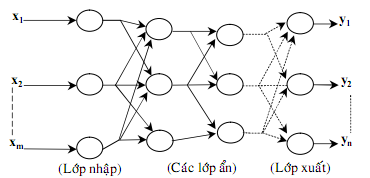 x1 y1
x2 y2
xm yn
(Lớp nhập) (Các lớp ẩn) (Lớp xuất)